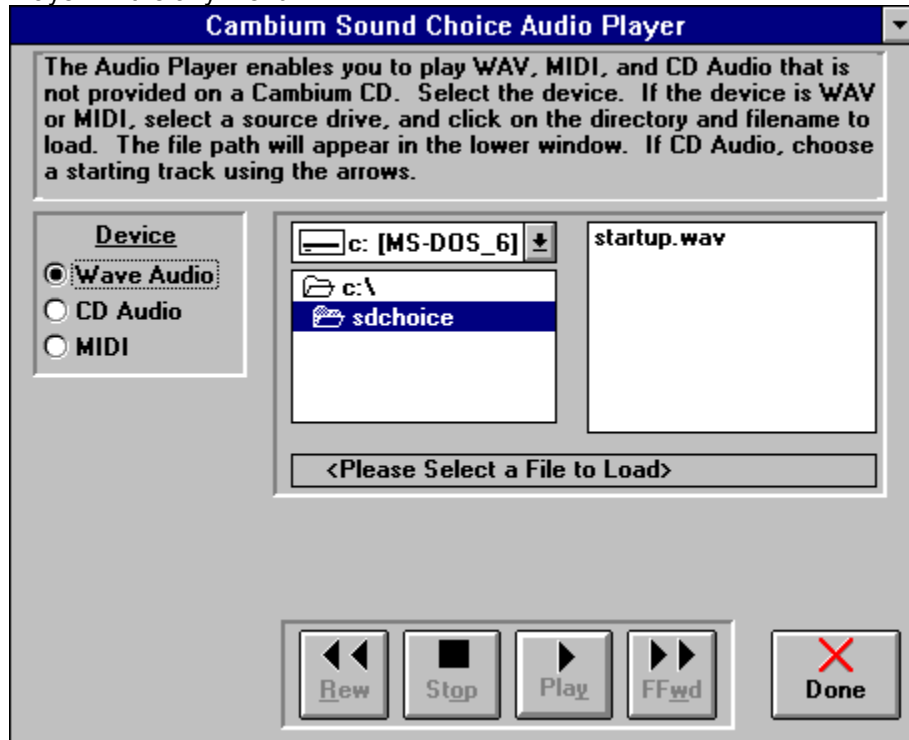 Cambium Sound Choice Audio Player
The Audio Player enables you to play WAV, MIDI, and CD Audio that is
not provided on a Cambium CD.  Select the device.  If the device is WAV
or MIDI, select a source drive, and click on the directory and filename to
load.  The file path will appear in the lower window.  If CD Audio, choose
a starting track using the arrows.
Device
Wave Audio
CD Audio
MIDI
c: [MS-DOS_6]
c:\
sdchoice
startup.wav
<Please Select a File to Load>
Rew
Stop
Play
FFwd
Done